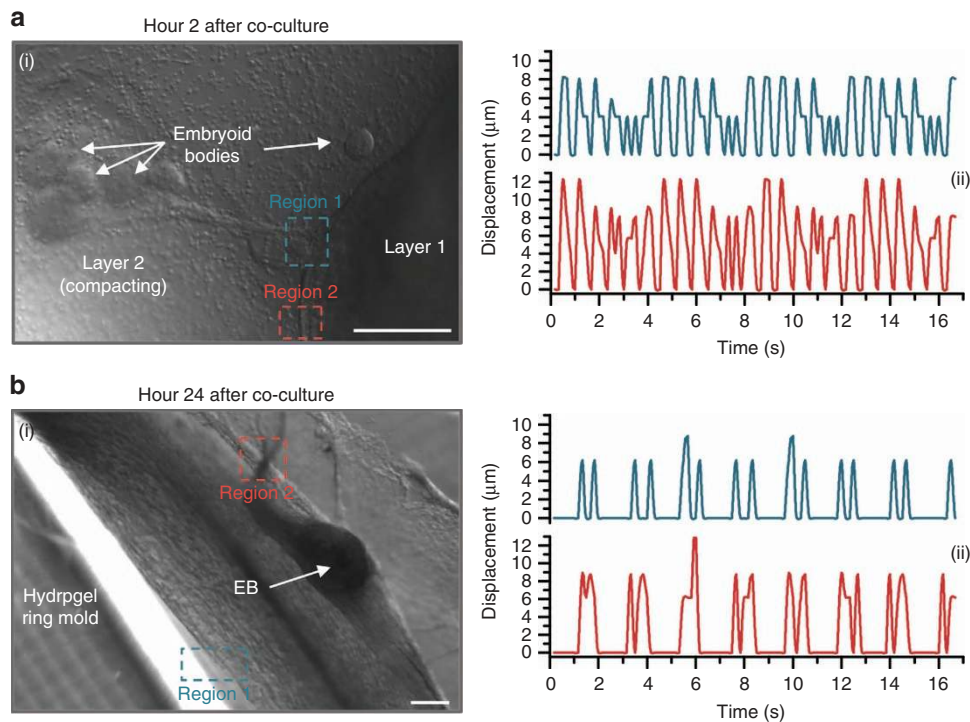 a
Hour 2 after co-culture
(i)
Embryoid
bodies
Region 1
Layer 1
Layer 2
(compacting)
Region 2
Displacement (μm)
10
8
6
4
2
0
(ii)
12
10
8
6
4
2
0
0 2 4 6 8 10 12 14 16
Time (s)
b
Hour 24 after co-culture
(i)
Region 2
EB
Hydrpgel
ring mold
Region 1
Displacement (μm)
10
8
6
4
2
0
(ii)
12
10
8
6
4
2
0
0 2 4 6 8 10 12 14 16
Time (s)